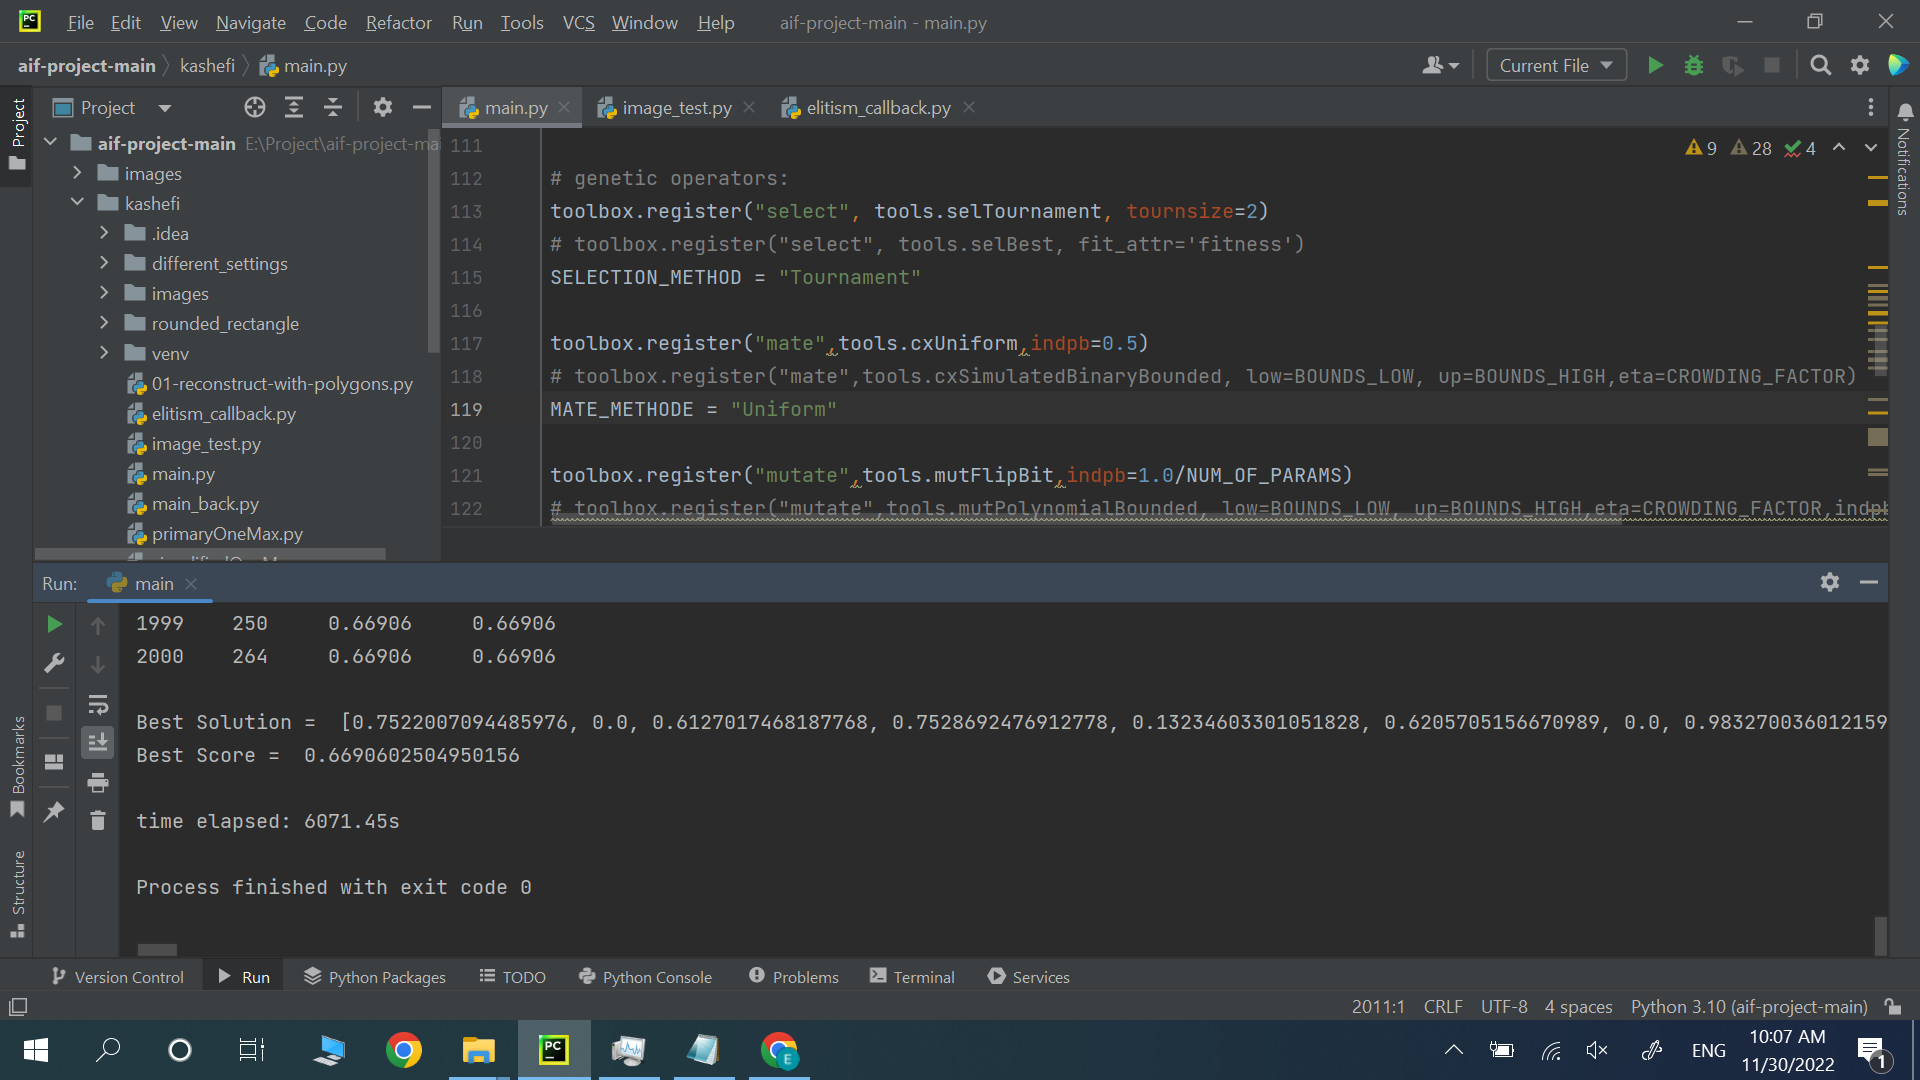 PC File Edit View Navigate Code Refactor Run Tools VCS Window Help aif-project-main - main.py
aif-project-main kashefi main.py
Current File
Project
main.py image_test.py elitism_callback.py
Project
Bookmarks
Structure
Notifications
aif-project-main E:\Project\aif-project-mai
images
kashefi
.idea
different_settings
images
rounded_rectangle
venv
01-reconstruct-with-polygons.py
elitism_callback.py
image_test.py
main.py
main_back.py
primaryOneMax.py
9 28 4
111
112 # genetic operators:
113 toolbox.register("select", tools.selTournament, tournsize=2)
114 # toolbox.register("select", tools.selBest, fit_attr='fitness')
115 SELECTION_METHOD = "Tournament"
116
117 toolbox.register("mate",tools.cxUniform,indpb=0.5)
118 # toolbox.register("mate",tools.cxSimulatedBinaryBounded, low=BOUNDS_LOW, up=BOUNDS_HIGH,eta=CROWDING_FACTOR)
119 MATE_METHODE = "Uniform"
120
121 toolbox.register("mutate",tools.mutFlipBit,indpb=1.0/NUM_OF_PARAMS)
122 # toolbox.register("mutate",tools.mutPolynomialBounded, low=BOUNDS_LOW, up=BOUNDS_HIGH,eta=CROWDING_FACTOR,indpb
Run: main
1999 250 0.66906 0.66906
2000 264 0.66906 0.66906
Best Solution = [0.7522007094485976, 0.0, 0.6127017468187768, 0.7528692476912778, 0.13234603301051828, 0.6205705156670989, 0.0, 0.983270036012159
Best Score = 0.6690602504950156
time elapsed: 6071.45s
Process finished with exit code 0
Version Control Run Python Packages TODO Python Console Problems Terminal Services
2011:1 CRLF UTF-8 4 spaces Python 3.10 (aif-project-main)
PC E ENG 10:07 AM
11/30/2022 1